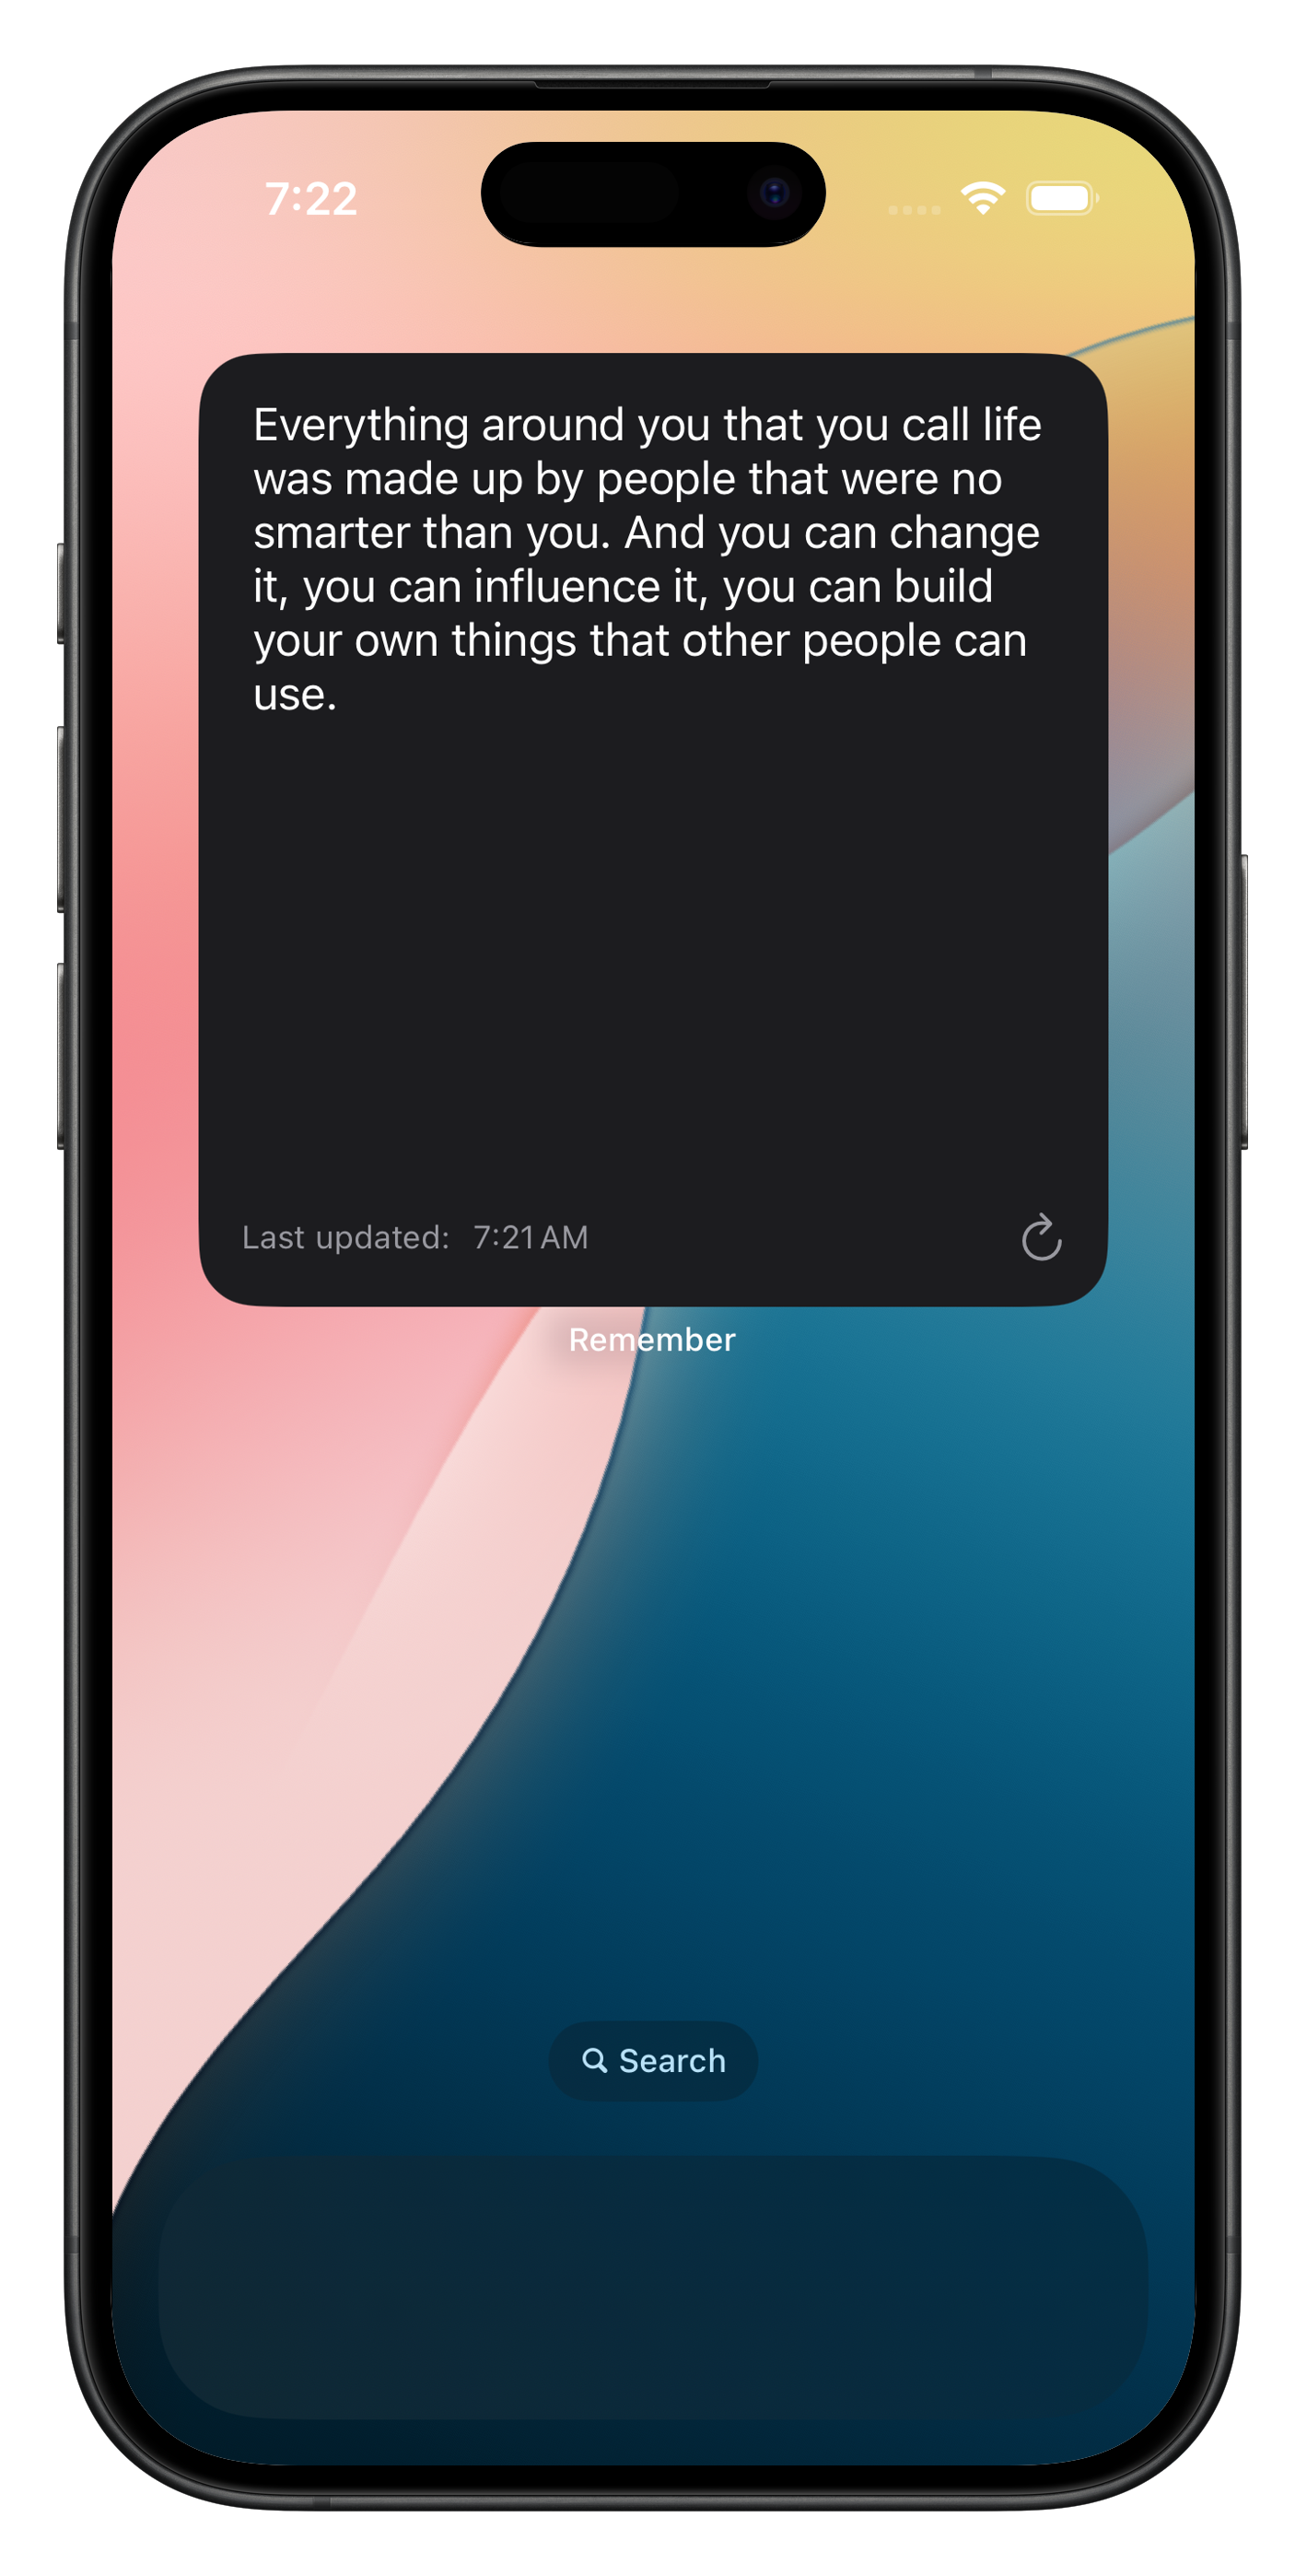 7:22
Everything around you that you call life
was made up by people that were no
smarter than you. And you can change
it, you can influence it, you can build
your own things that other people can
use.
Last updated: 7:21 AM
Remember
Search